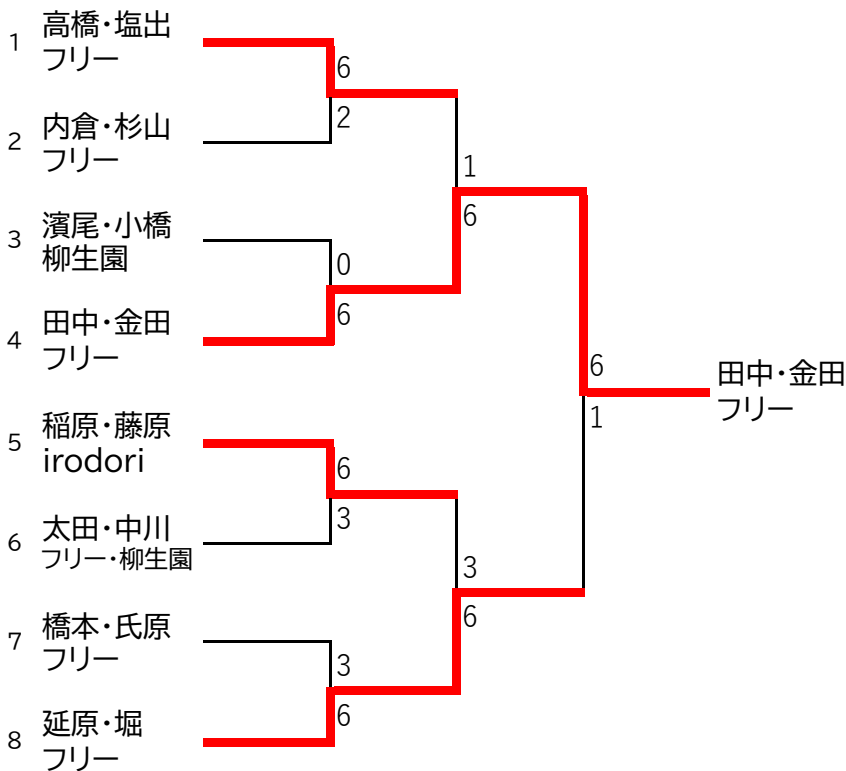 1 高橋・塩出
フリー
6
2
2 内倉・杉山
フリー
1
6
3 濱尾・小橋
柳生園
0
6
4 田中・金田
フリー
6
1
田中・金田
フリー
5 稲原・藤原
irodori
6
3
6 太田・中川
フリー・柳生園
3
6
7 橋本・氏原
フリー
3
6
8 延原・堀
フリー